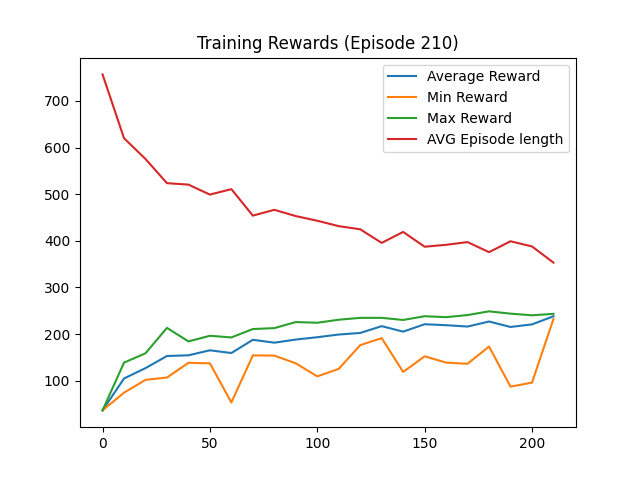 Training Rewards (Episode 210)
Average Reward
Min Reward
Max Reward
AVG Episode length
700
600
500
400
300
200
100
0
50
100
150
200